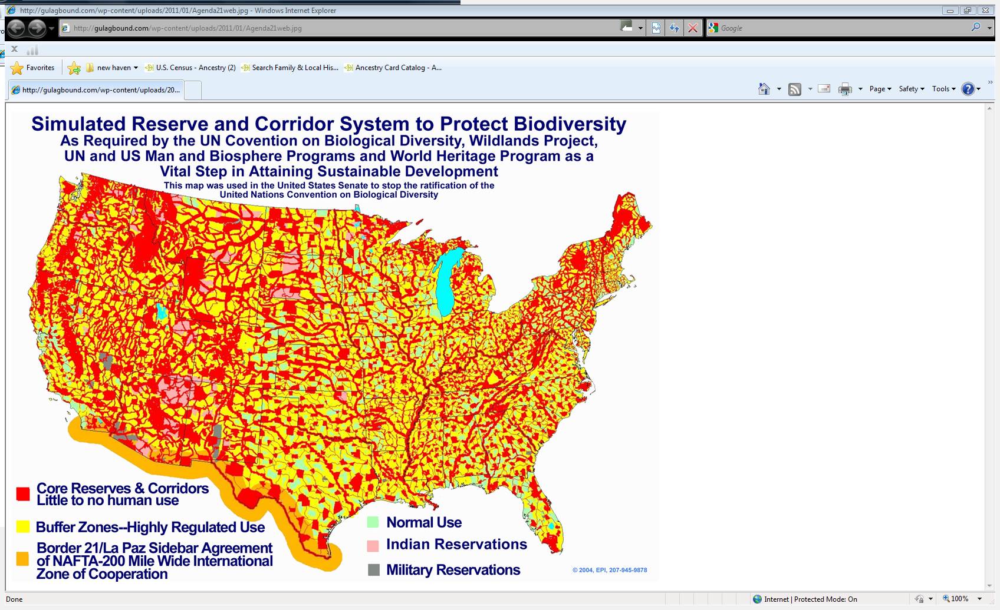 http://gulagbound.com/wp-content/uploads/2011/01/Agenda21web.jpg - Windows Internet Explorer
http://gulagbound.com/wp-content/uploads/2011/01/Agenda21web.jpg
Google
Favorites
new haven
U.S. Census - Ancestry (2)
Search Family & Local His...
Ancestry Card Catalog - A...
http://gulagbound.com/wp-content/uploads/20...
Page
Safety
Tools
Simulated Reserve and Corridor System to Protect Biodiversity
As Required by the UN Covention on Biological Diversity, Wildlands Project,
UN and US Man and Biosphere Programs and World Heritage Program as a
Vital Step in Attaining Sustainable Development
This map was used in the United States Senate to stop the ratification of the
United Nations Convention on Biological Diversity
Core Reserves & Corridors
Little to no human use
Buffer Zones--Highly Regulated Use
Border 21/La Paz Sidebar Agreement
of NAFTA-200 Mile Wide International
Zone of Cooperation
Normal Use
Indian Reservations
Military Reservations
© 2004, EPI, 207-945-9878
Done
Internet | Protected Mode: On
100%